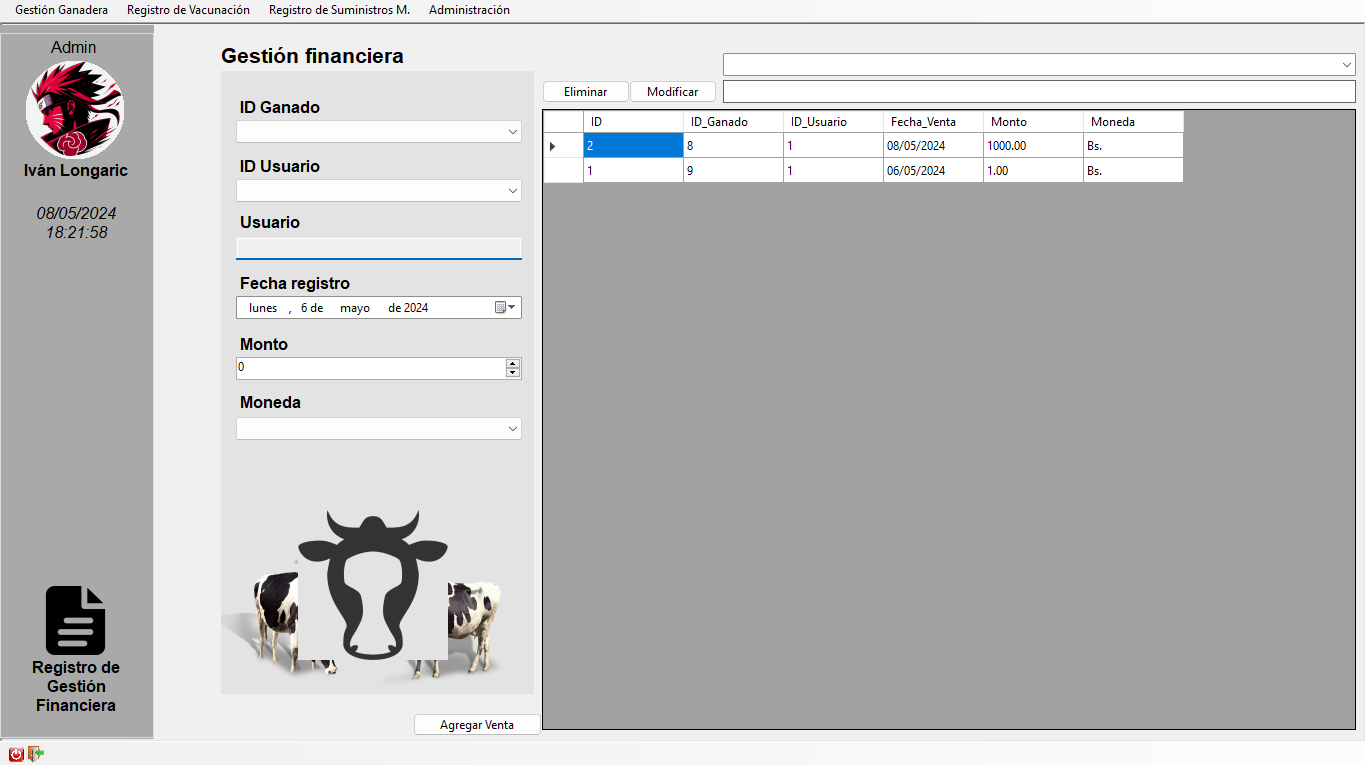 Gestión Ganadera Registro de Vacunación Registro de Suministros M. Administración
Admin
Iván Longaric
08/05/2024
18:21:58
Registro de
Gestión
Financiera
Gestión financiera
ID Ganado
ID Usuario
Usuario
Fecha registro
lunes , 6 de mayo de 2024
Monto
0
Moneda
Agregar Venta
Eliminar Modificar
ID ID_Ganado ID_Usuario Fecha_Venta Monto Moneda
2 8 1 08/05/2024 1000.00 Bs.
1 9 1 06/05/2024 1.00 Bs.